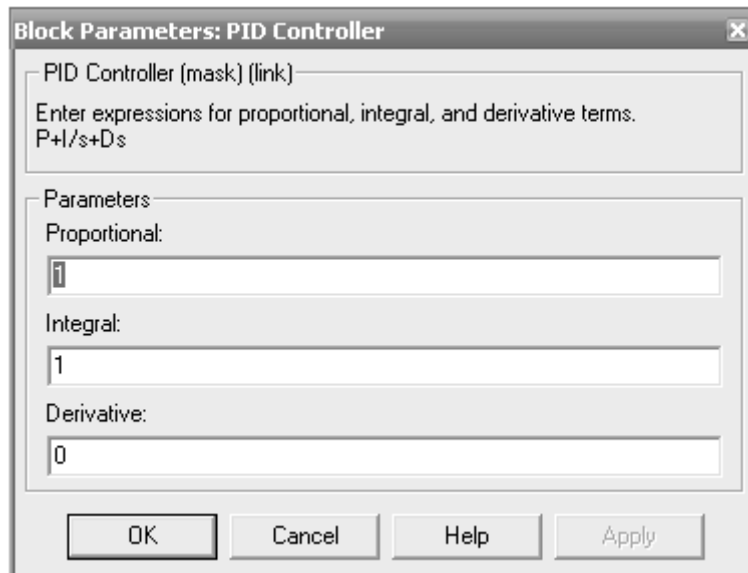 Block Parameters: PID Controller
PID Controller (mask) (link)
Enter expressions for proportional, integral, and derivative terms.
P+I/s+Ds
Parameters
Proportional:
1
Integral:
1
Derivative:
0
OK Cancel Help Apply